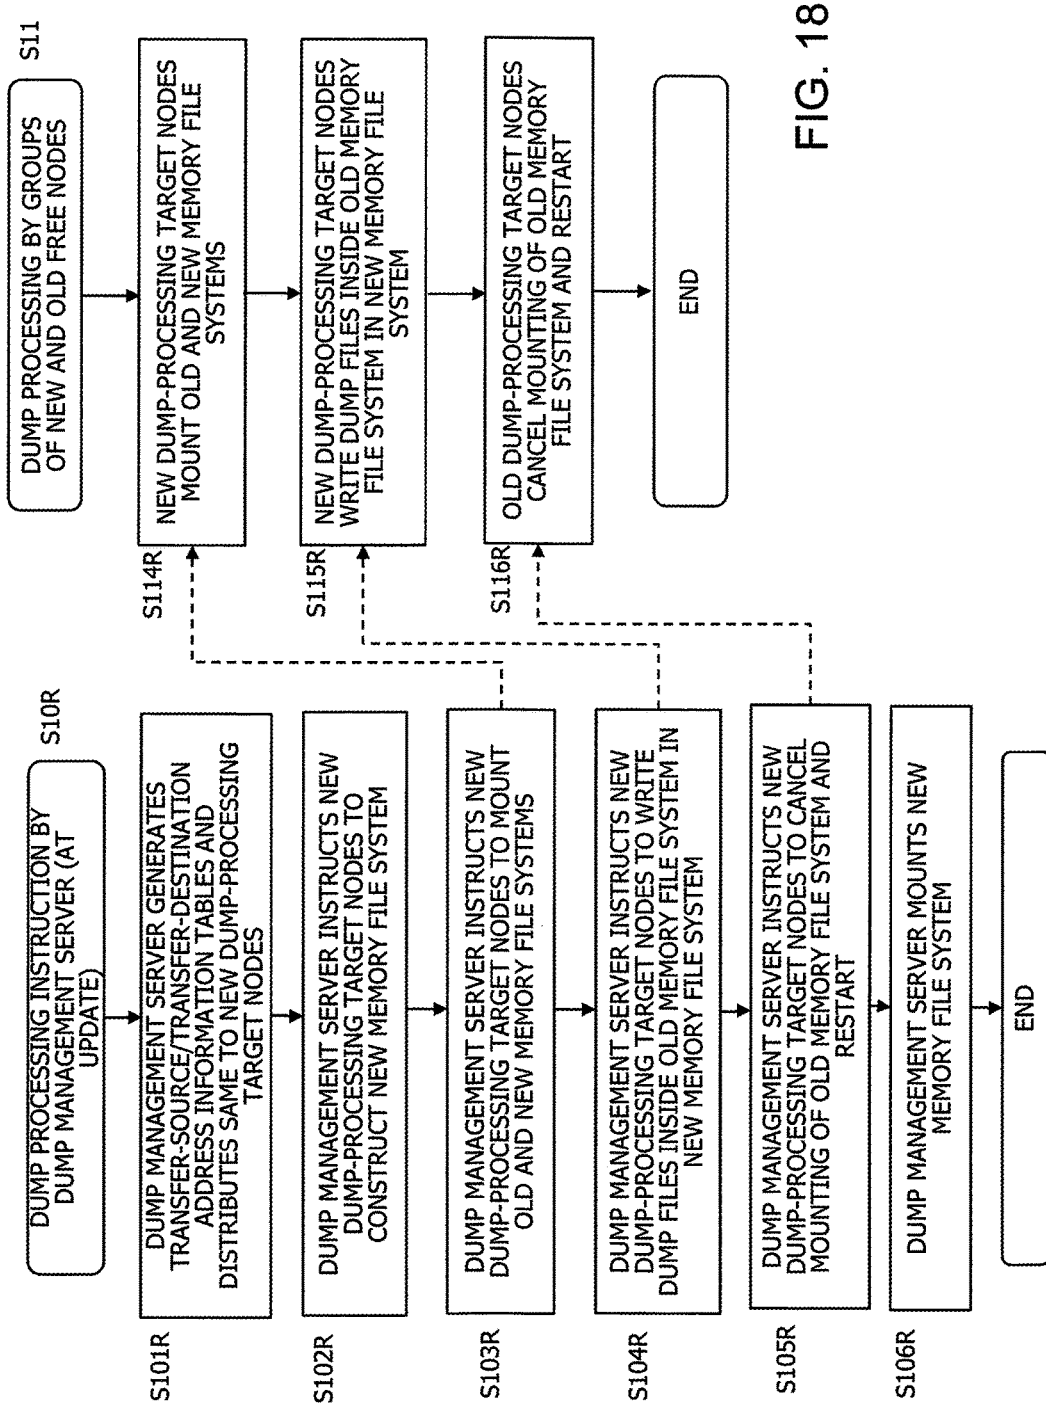 DUMP PROCESSING INSTRUCTION BY
DUMP MANAGEMENT SERVER (AT
UPDATE)
S10R
S101R
DUMP MANAGEMENT SERVER GENERATES
TRANSFER-SOURCE/TRANSFER-DESTINATION
ADDRESS INFORMATION TABLES AND
DISTRIBUTES SAME TO NEW DUMP-PROCESSING
TARGET NODES
S102R
DUMP MANAGEMENT SERVER INSTRUCTS NEW
DUMP-PROCESSING TARGET NODES TO
CONSTRUCT NEW MEMORY FILE SYSTEM
S103R
DUMP MANAGEMENT SERVER INSTRUCTS NEW
DUMP-PROCESSING TARGET NODES TO MOUNT
OLD AND NEW MEMORY FILE SYSTEMS
S104R
DUMP MANAGEMENT SERVER INSTRUCTS NEW
DUMP-PROCESSING TARGET NODES TO WRITE
DUMP FILES INSIDE OLD MEMORY FILE SYSTEM IN
NEW MEMORY FILE SYSTEM
S105R
DUMP MANAGEMENT SERVER INSTRUCTS NEW
DUMP-PROCESSING TARGET NODES TO CANCEL
MOUNTING OF OLD MEMORY FILE SYSTEM AND
RESTART
S106R
DUMP MANAGEMENT SERVER MOUNTS NEW
MEMORY FILE SYSTEM
END
DUMP PROCESSING BY GROUPS
OF NEW AND OLD FREE NODES
S11
S114R
NEW DUMP-PROCESSING TARGET NODES
MOUNT OLD AND NEW MEMORY FILE
SYSTEMS
S115R
NEW DUMP-PROCESSING TARGET NODES
WRITE DUMP FILES INSIDE OLD MEMORY
FILE SYSTEM IN NEW MEMORY FILE
SYSTEM
S116R
OLD DUMP-PROCESSING TARGET NODES
CANCEL MOUNTING OF OLD MEMORY
FILE SYSTEM AND RESTART
END
FIG. 18